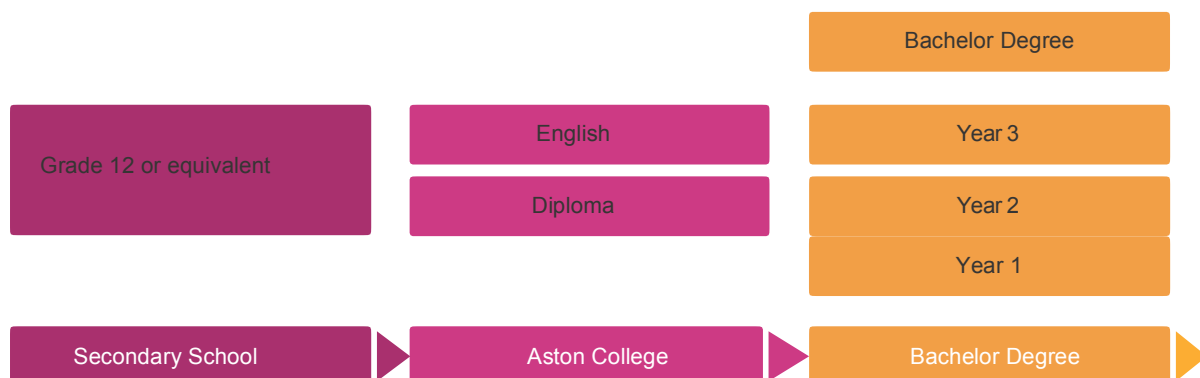 Bachelor Degree
Grade 12 or equivalent
English
Diploma
Year 3
Year 2
Year 1
Secondary School
Aston College
Bachelor Degree